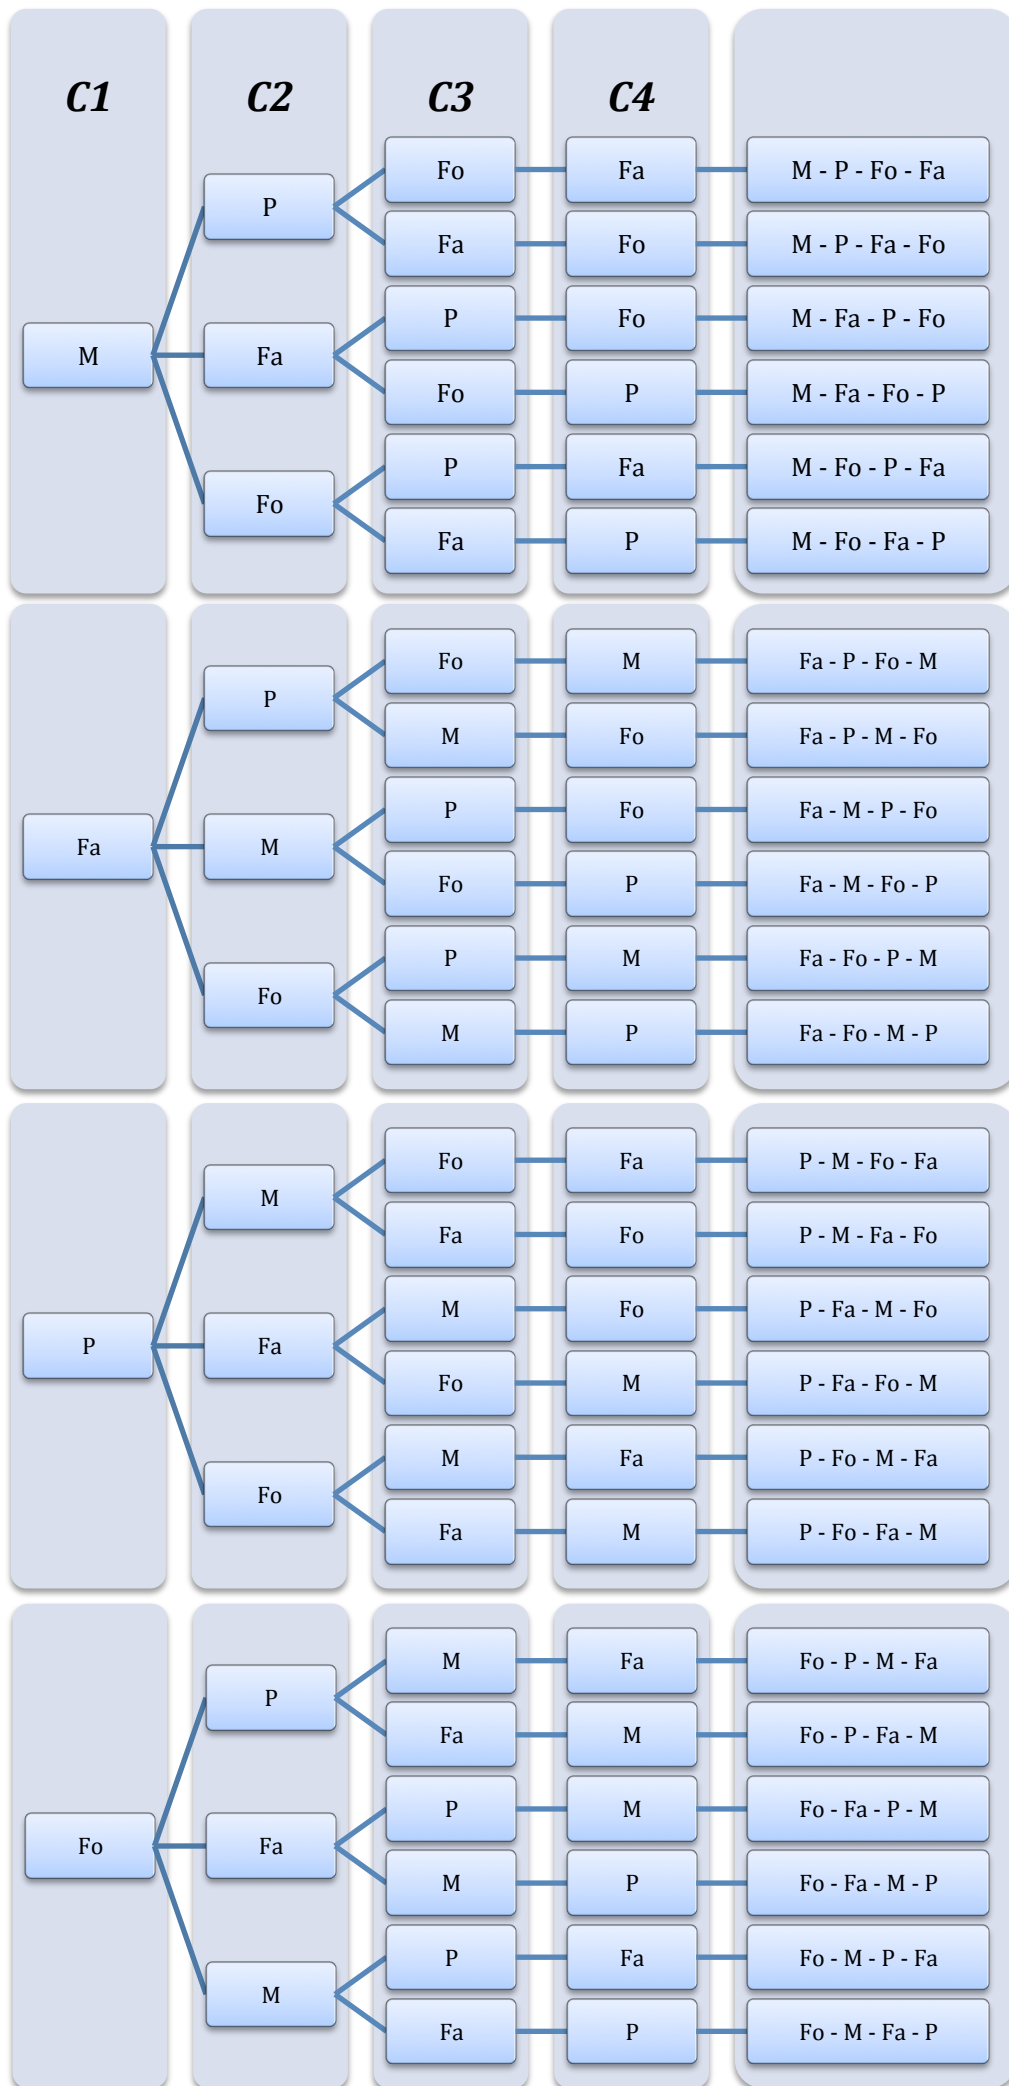 C1 C2 C3 C4
Fo Fa M - P - Fo - Fa
P
Fa Fo M - P - Fa - Fo
P Fo M - Fa - P - Fo
M Fa
Fo P M - Fa - Fo - P
P Fa M - Fo - P - Fa
Fo
Fa P M - Fo - Fa - P
Fo M Fa - P - Fo - M
P
M Fo Fa - P - M - Fo
P Fo Fa - M - P - Fo
Fa M
Fo P Fa - M - Fo - P
P M Fa - Fo - P - M
Fo
M P Fa - Fo - M - P
Fo Fa P - M - Fo - Fa
M
Fa Fo P - M - Fa - Fo
M Fo P - Fa - M - Fo
P Fa
Fo M P - Fa - Fo - M
M Fa P - Fo - M - Fa
Fo
Fa M P - Fo - Fa - M
M Fa Fo - P - M - Fa
P
Fa M Fo - P - Fa - M
P M Fo - Fa - P - M
Fo Fa
M P Fo - Fa - M - P
P Fa Fo - M - P - Fa
M
Fa P Fo - M - Fa - P